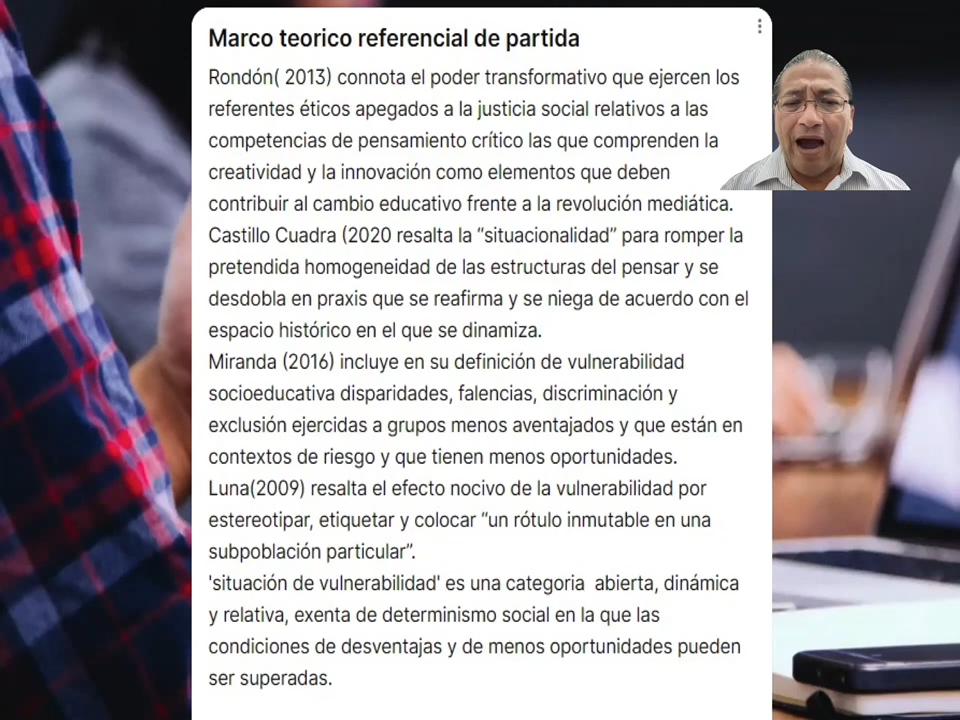 Marco teorico referencial de partida
Rondón( 2013) connota el poder transformativo que ejercen los
referentes éticos apegados a la justicia social relativos a las
competencias de pensamiento crítico las que comprenden la
creatividad y la innovación como elementos que deben
contribuir al cambio educativo frente a la revolución mediática.
Castillo Cuadra (2020 resalta la “situacionalidad” para romper la
pretendida homogeneidad de las estructuras del pensar y se
desdobla en praxis que se reafirma y se niega de acuerdo con el
espacio histórico en el que se dinamiza.
Miranda (2016) incluye en su definición de vulnerabilidad
socioeducativa disparidades, falencias, discriminación y
exclusión ejercidas a grupos menos aventajados y que están en
contextos de riesgo y que tienen menos oportunidades.
Luna(2009) resalta el efecto nocivo de la vulnerabilidad por
estereotipar, etiquetar y colocar “un rótulo inmutable en una
subpoblación particular”.
'situación de vulnerabilidad' es una categoria  abierta, dinámica
y relativa, exenta de determinismo social en la que las
condiciones de desventajas y de menos oportunidades pueden
ser superadas.